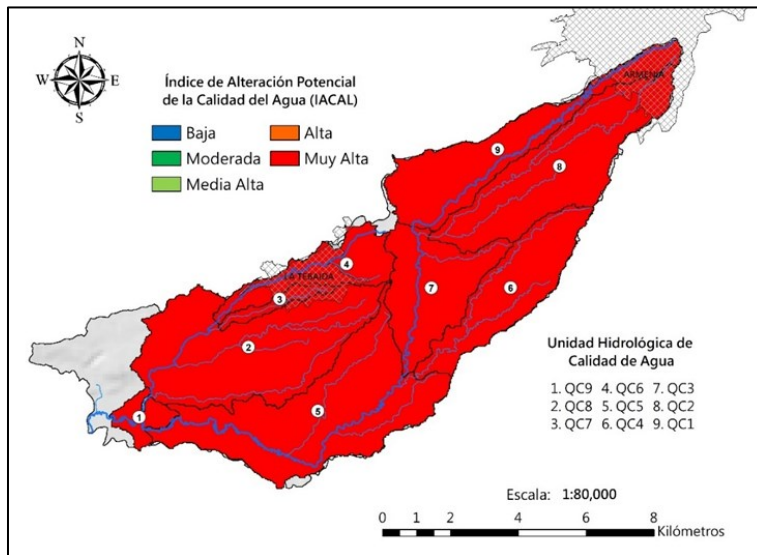 N
W E
S
Índice de Alteración Potencial
de la Calidad del Agua (IACAL)
Baja Alta
Moderada Muy Alta
Media Alta
ARMENIA
9
8
4
LA TEBAIDA
3
7
6
2
5
1
Unidad Hidrológica de
Calidad de Agua
1. QC9 4. QC6 7. QC3
2. QC8 5. QC5 8. QC2
3. QC7 6. QC4 9. QC1
Escala: 1:80,000
0 1 2 4 6 8
Kilómetros